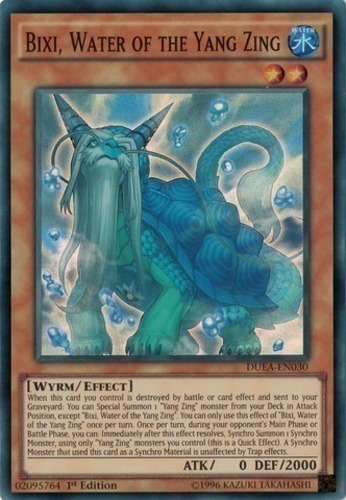 BIXI, WATER OF THE YANG ZING
WATER
水
DUEA-EN030
[WYRM/EFFECT]
When this card you control is destroyed by battle or card effect and sent to
your Graveyard: You can Special Summon 1 "Yang Zing" monster from your Deck in Attack
Position, except "Bixi, Water of the Yang Zing". You can only use this effect of "Bixi, Water
of the Yang Zing" once per turn. Once per turn, during your opponent's Main Phase or
Battle Phase, you can: Immediately after this effect resolves, Synchro Summon 1 Synchro
Monster, using only "Yang Zing" monsters you control (this is a Quick Effect). A Synchro
Monster that used this card as a Synchro Material is unaffected by Trap effects.
ATK/ 0 DEF/2000
02095764 1st Edition ©1996 KAZUKI TAKAHASHI